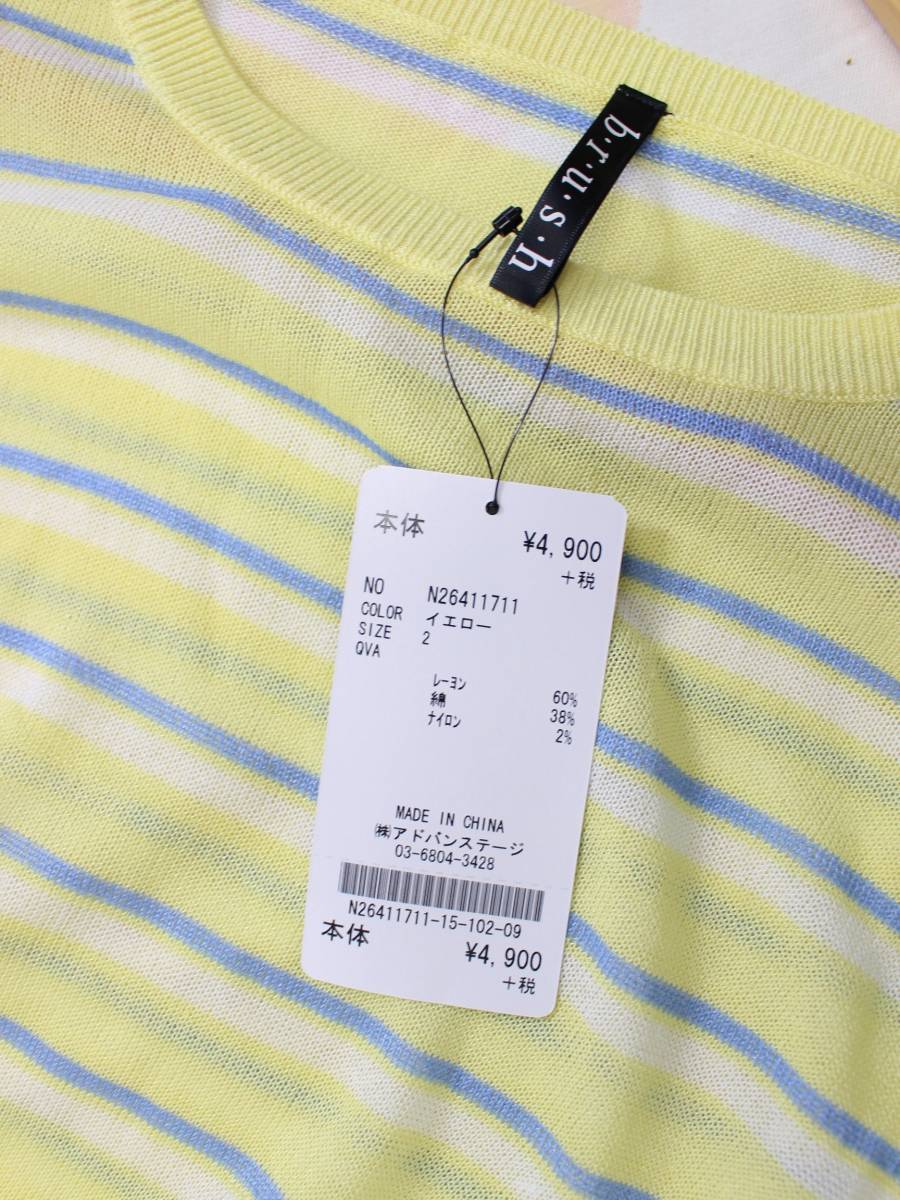 b.r.u.s.h
本体
¥4,900
+税
NO N26411711
COLOR イエロー
SIZE 2
QVA
レーヨン 60%
綿 38%
ナイロン 2%
MADE IN CHINA
㈱アドバンステージ
03-6804-3428
N26411711-15-102-09
本体 ¥4,900
+税